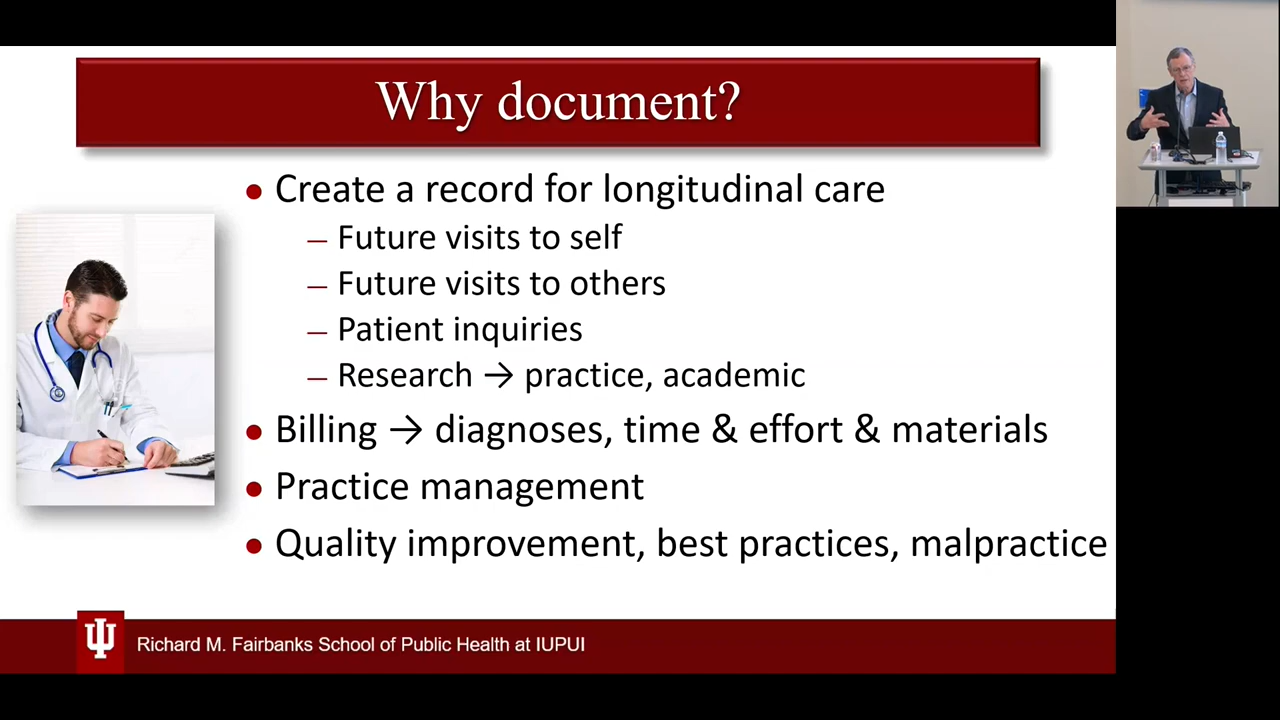 Why document?
● Create a record for longitudinal care
– Future visits to self
– Future visits to others
– Patient inquiries
– Research → practice, academic
● Billing → diagnoses, time & effort & materials
● Practice management
● Quality improvement, best practices, malpractice
Richard M. Fairbanks School of Public Health at IUPUI